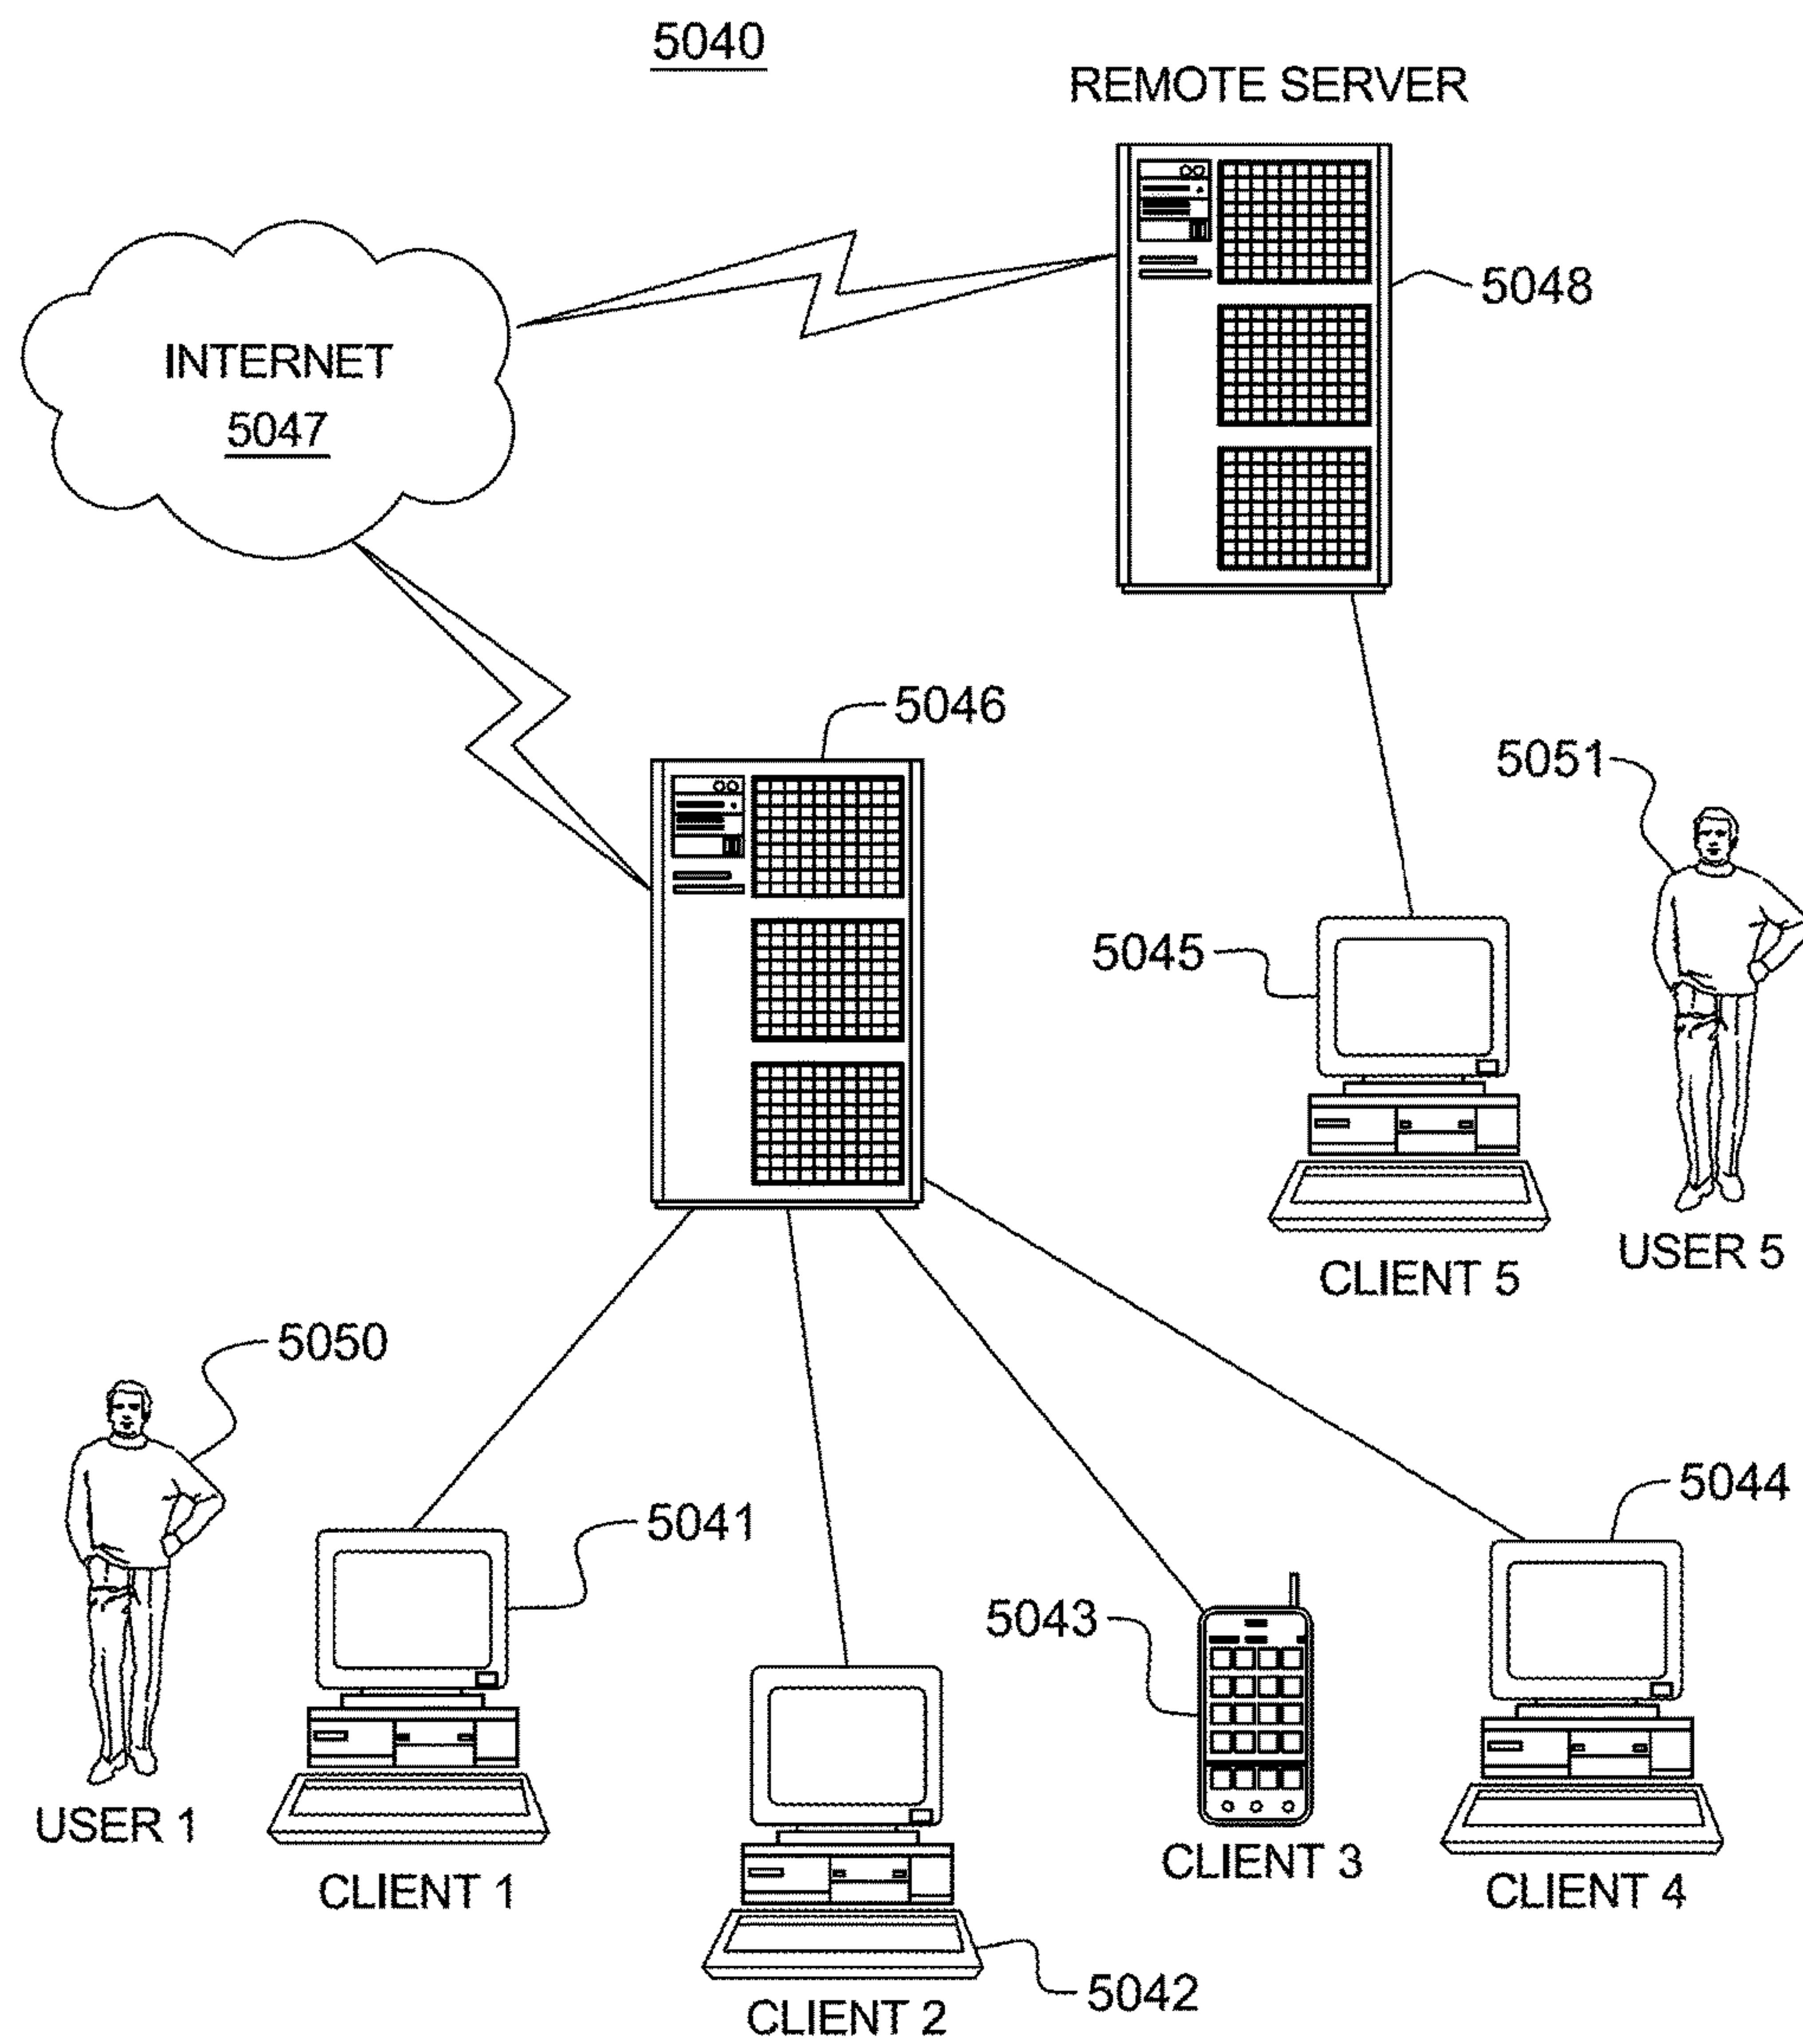 5040
REMOTE SERVER
5048
INTERNET
5047
5046
5051
5045
USER 5
CLIENT 5
5050
5044
5041
5043
USER 1
CLIENT 3
CLIENT 1
CLIENT 4
5042
CLIENT 2